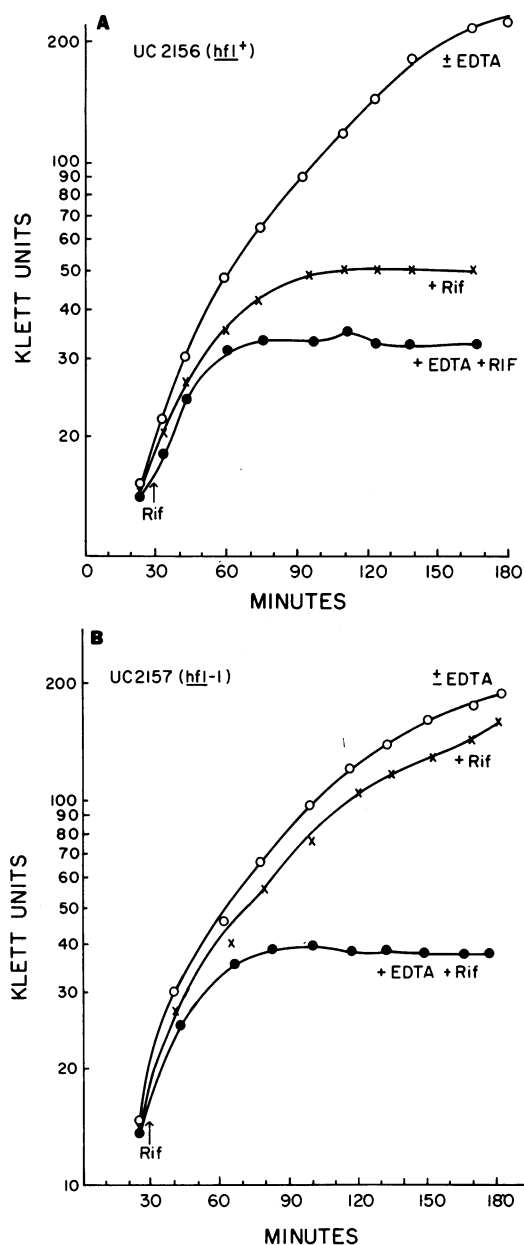 A
UC 2156 (hfl+)
200
100
90
80
70
60
50
40
30
20
KLETT UNITS
± EDTA
+ Rif
+ EDTA + RIF
Rif
0 30 60 90 120 150 180
MINUTES
B
UC2157 (hfl-1)
200
100
90
80
70
60
50
40
30
20
10
KLETT UNITS
± EDTA
+ Rif
+ EDTA + Rif
Rif
30 60 90 120 150 180
MINUTES